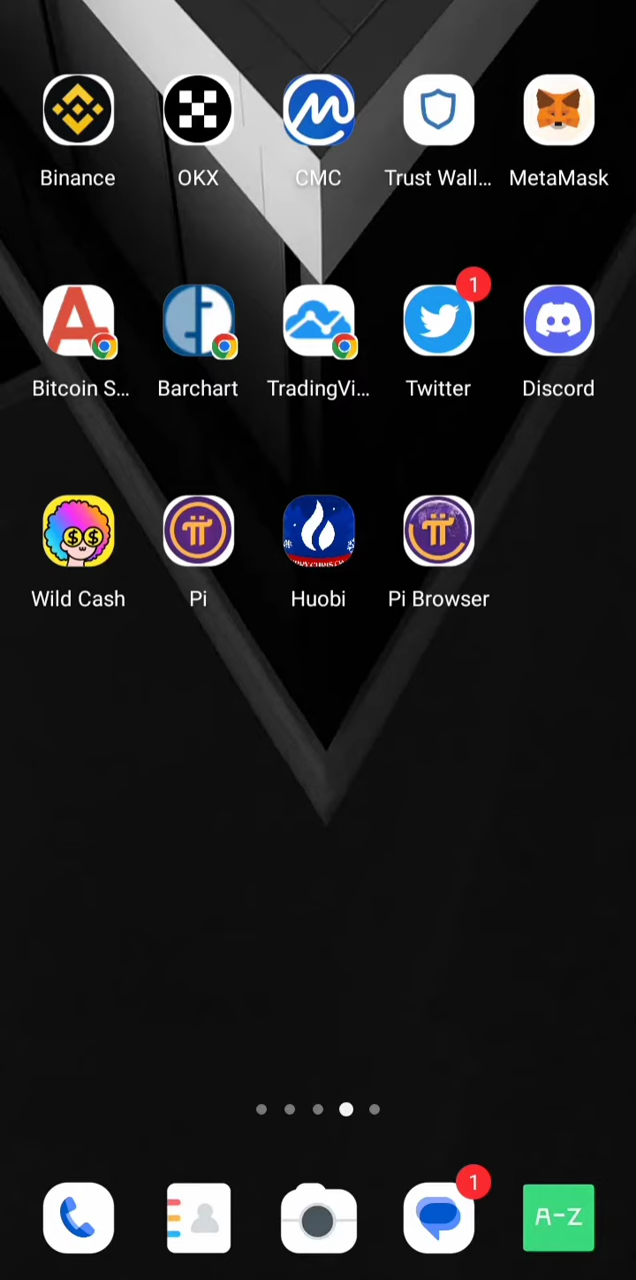 Binance
OKX
CMC
Trust Wall...
MetaMask
1
Bitcoin S...
Barchart
TradingVi...
Twitter
Discord
Wild Cash
Pi
Huobi
Pi Browser
1
A-Z